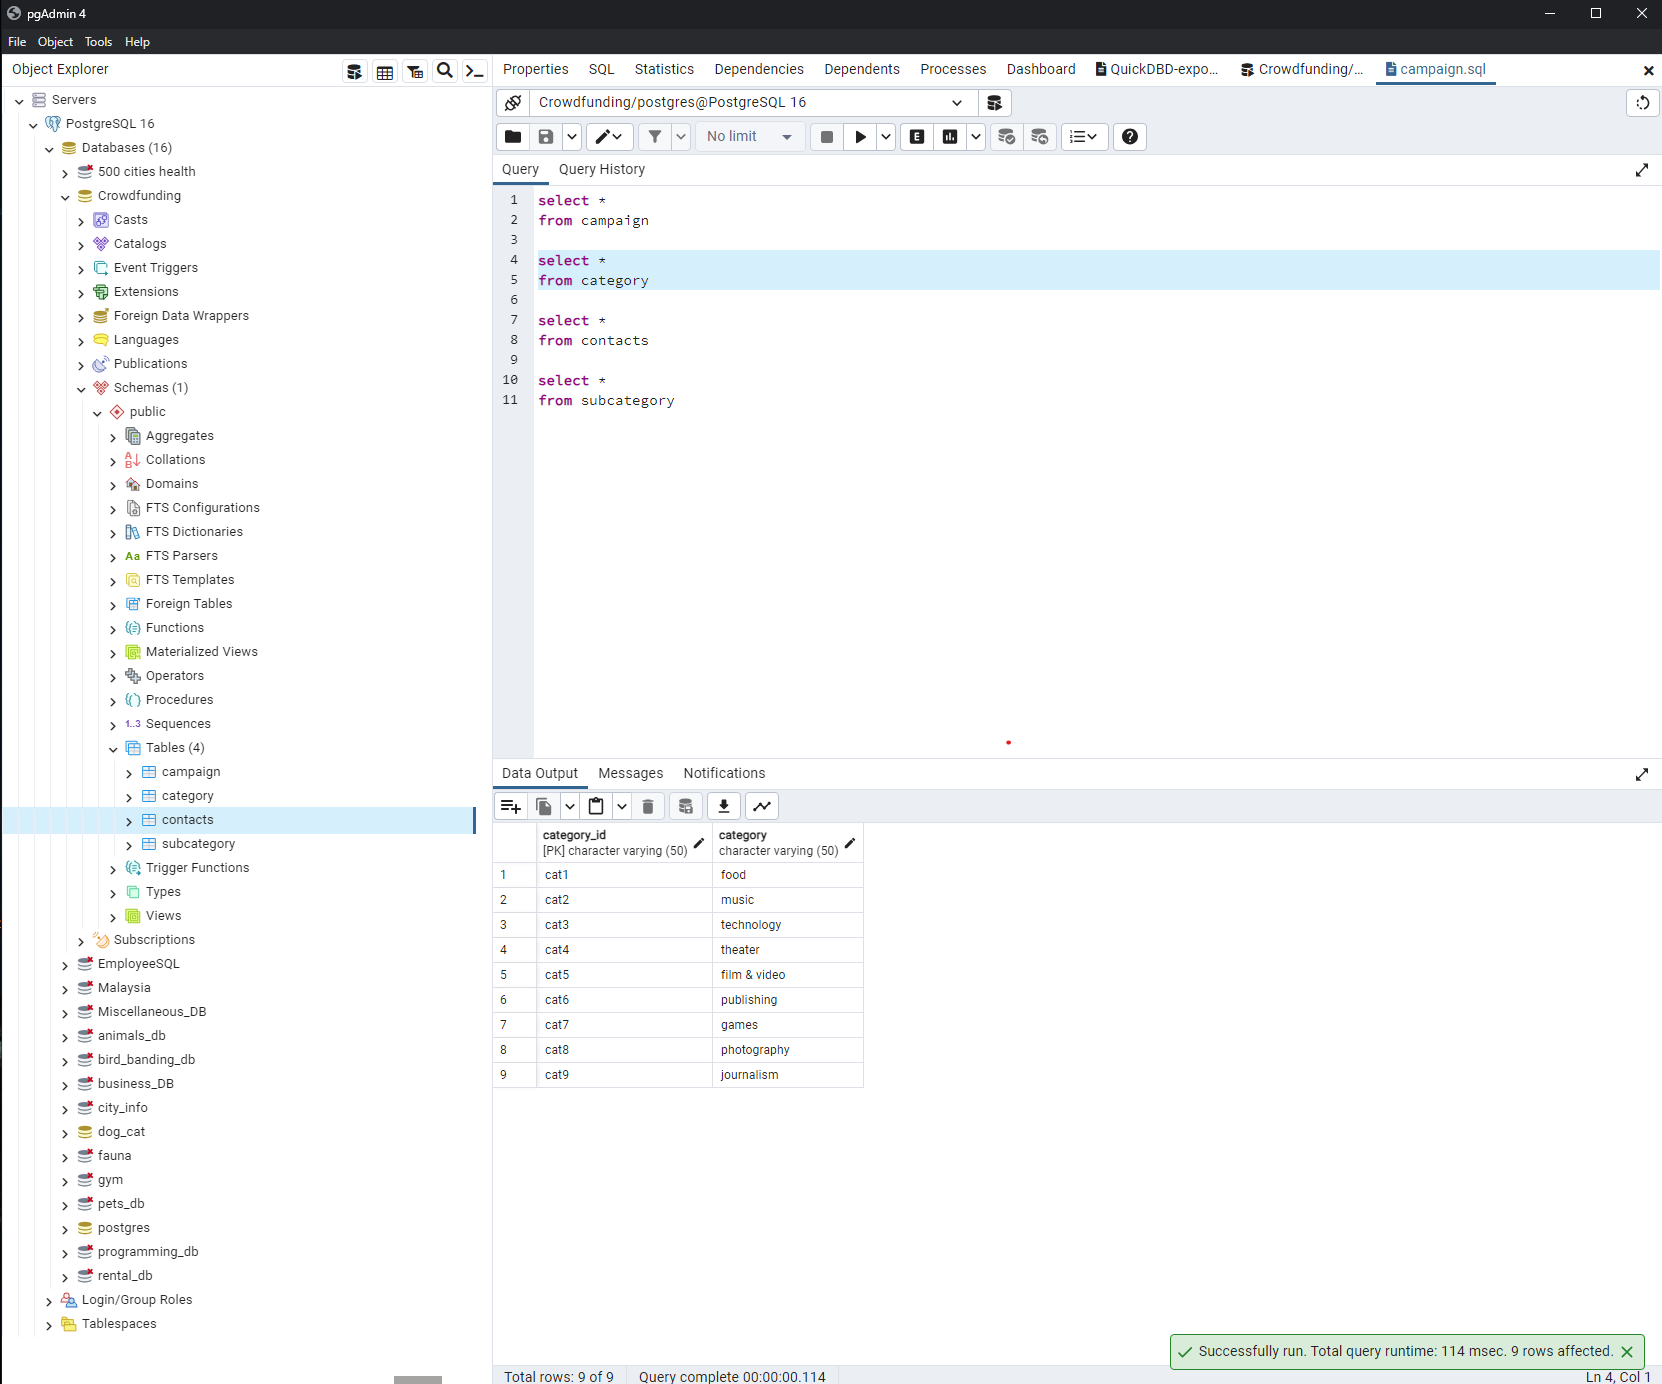 pgAdmin 4
File Object Tools Help
Object Explorer
Servers
PostgreSQL 16
Databases (16)
500 cities health
Crowdfunding
Casts
Catalogs
Event Triggers
Extensions
Foreign Data Wrappers
Languages
Publications
Schemas (1)
public
Aggregates
Collations
Domains
FTS Configurations
FTS Dictionaries
Aa FTS Parsers
FTS Templates
Foreign Tables
Functions
Materialized Views
Operators
Procedures
1..3 Sequences
Tables (4)
campaign
category
contacts
subcategory
Trigger Functions
Types
Views
Subscriptions
EmployeeSQL
Malaysia
Miscellaneous_DB
animals_db
bird_banding_db
business_DB
city_info
dog_cat
fauna
gym
pets_db
postgres
programming_db
rental_db
Login/Group Roles
Tablespaces
Properties SQL Statistics Dependencies Dependents Processes Dashboard QuickDBD-expo... Crowdfunding/... campaign.sql
Crowdfunding/postgres@PostgreSQL 16
No limit E
Query Query History
1 select *
2 from campaign
3
4 select *
5 from category
6
7 select *
8 from contacts
9
10 select *
11 from subcategory
Data Output Messages Notifications
category_id category
[PK] character varying (50) character varying (50)
1 cat1 food
2 cat2 music
3 cat3 technology
4 cat4 theater
5 cat5 film & video
6 cat6 publishing
7 cat7 games
8 cat8 photography
9 cat9 journalism
Successfully run. Total query runtime: 114 msec. 9 rows affected.
Total rows: 9 of 9 Query complete 00:00:00.114 Ln 4, Col 1